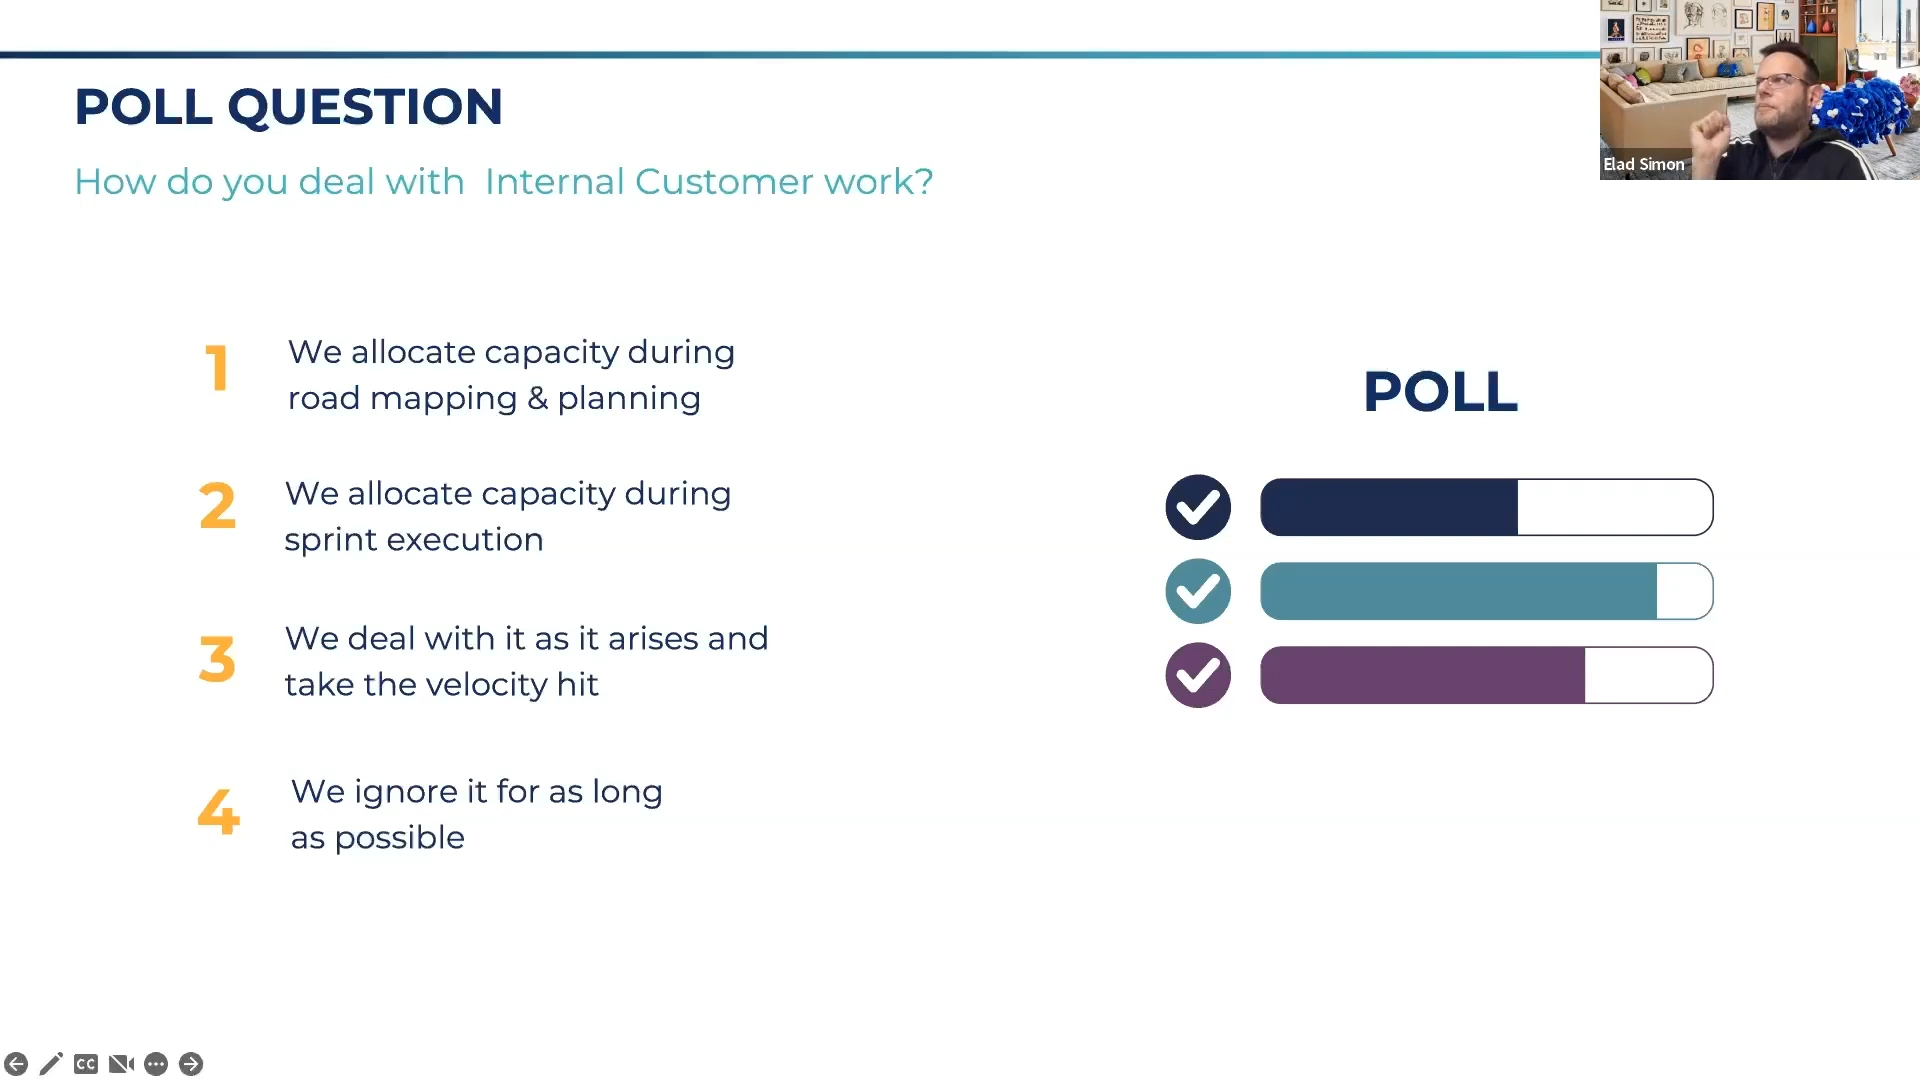 POLL QUESTION
How do you deal with Internal Customer work?
Elad Simon
1
We allocate capacity during
road mapping & planning
2
We allocate capacity during
sprint execution
3
We deal with it as it arises and
take the velocity hit
4
We ignore it for as long
as possible
POLL
CC